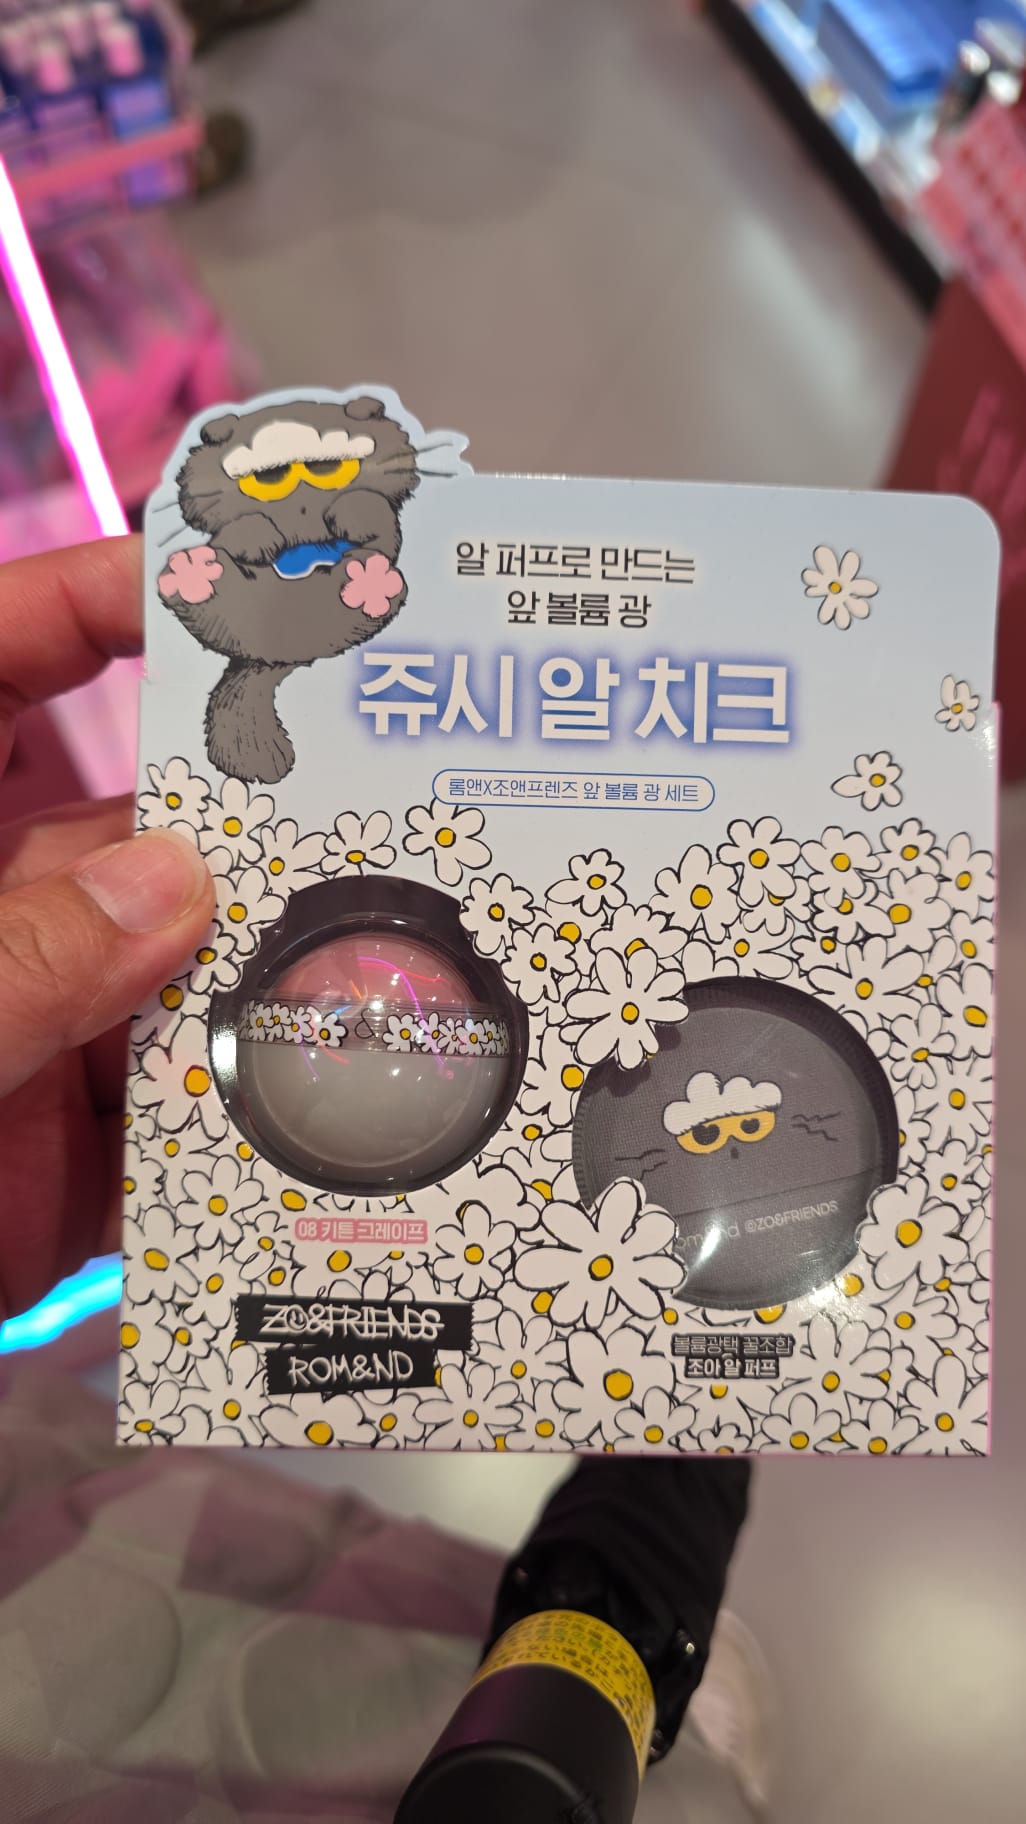 알 퍼프로 만드는
앞 볼륨 광
쥬시 알 치크
롬앤X조앤프렌즈 앞 볼륨 광 세트
©ZO&FRIENDS
08 키튼 그레이프
ZO&FRIENDS
ROM&ND
볼륨광택 꿀조합
조아 알 퍼프